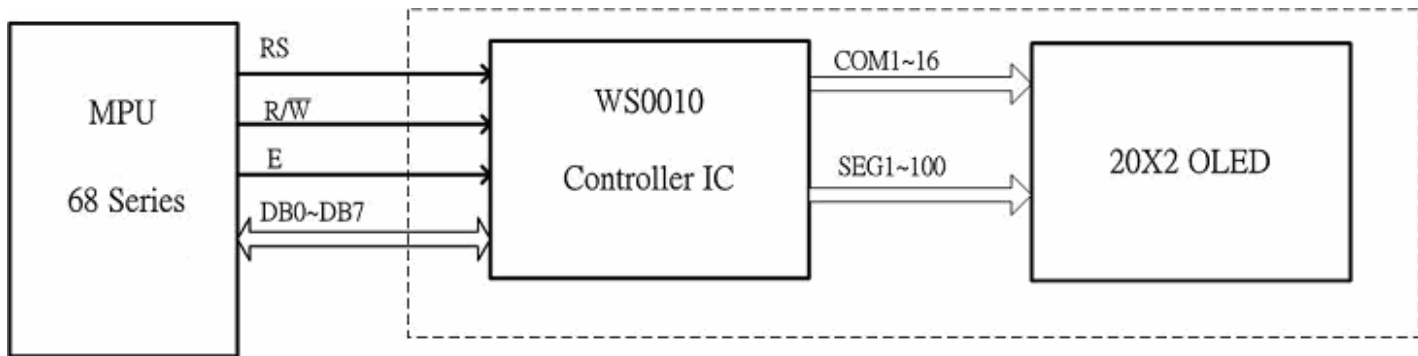 MPU
68 Series
RS
R/W̅
E
DB0~DB7
WS0010
Controller IC
COM1~16
SEG1~100
20X2 OLED